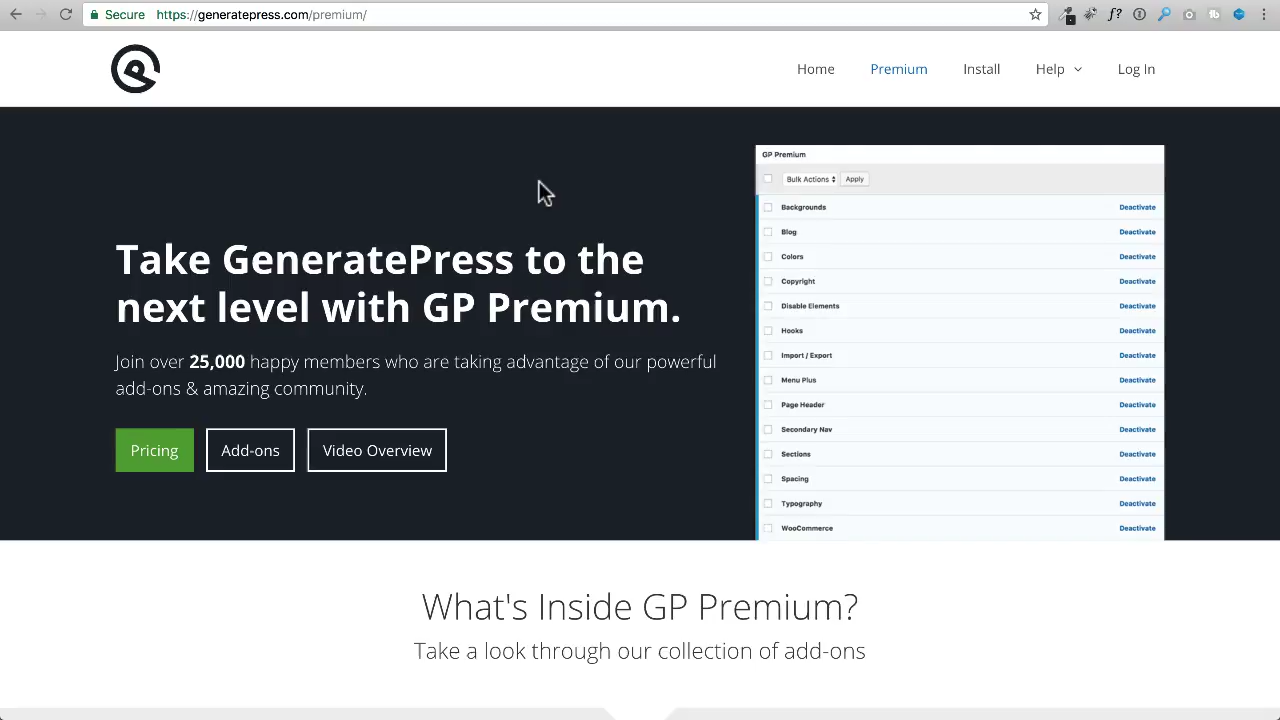 Secure https://generatepress.com/premium/
Home Premium Install Help Log In
Take GeneratePress to the
next level with GP Premium.
Join over 25,000 happy members who are taking advantage of our powerful
add-ons & amazing community.
Pricing Add-ons Video Overview
GP Premium
Bulk Actions Apply
Backgrounds Deactivate
Blog Deactivate
Colors Deactivate
Copyright Deactivate
Disable Elements Deactivate
Hooks Deactivate
Import / Export Deactivate
Menu Plus Deactivate
Page Header Deactivate
Secondary Nav Deactivate
Sections Deactivate
Spacing Deactivate
Typography Deactivate
WooCommerce Deactivate
What's Inside GP Premium?
Take a look through our collection of add-ons